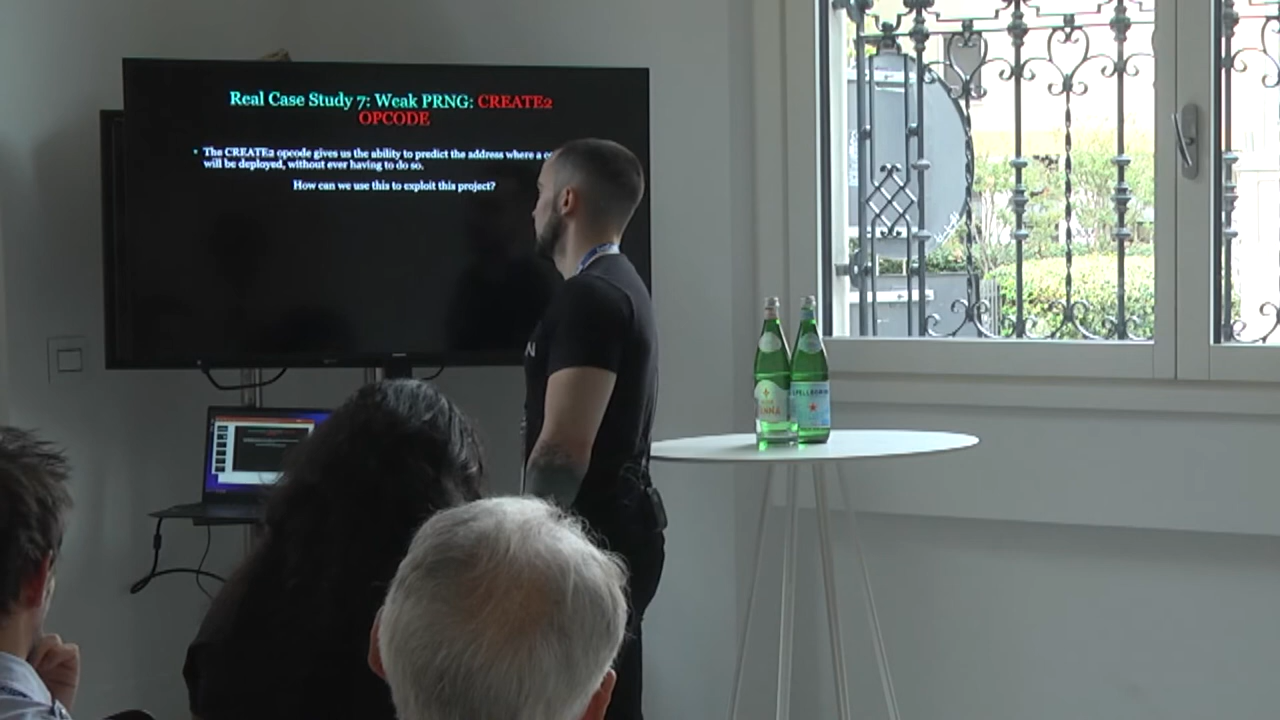 Real Case Study 7: Weak PRNG: CREATE2
OPCODE
• The CREATE2 opcode gives us the ability to predict the address where a
will be deployed, without ever having to do so.
How can we use this to exploit this project?
S.PELLEGRINO